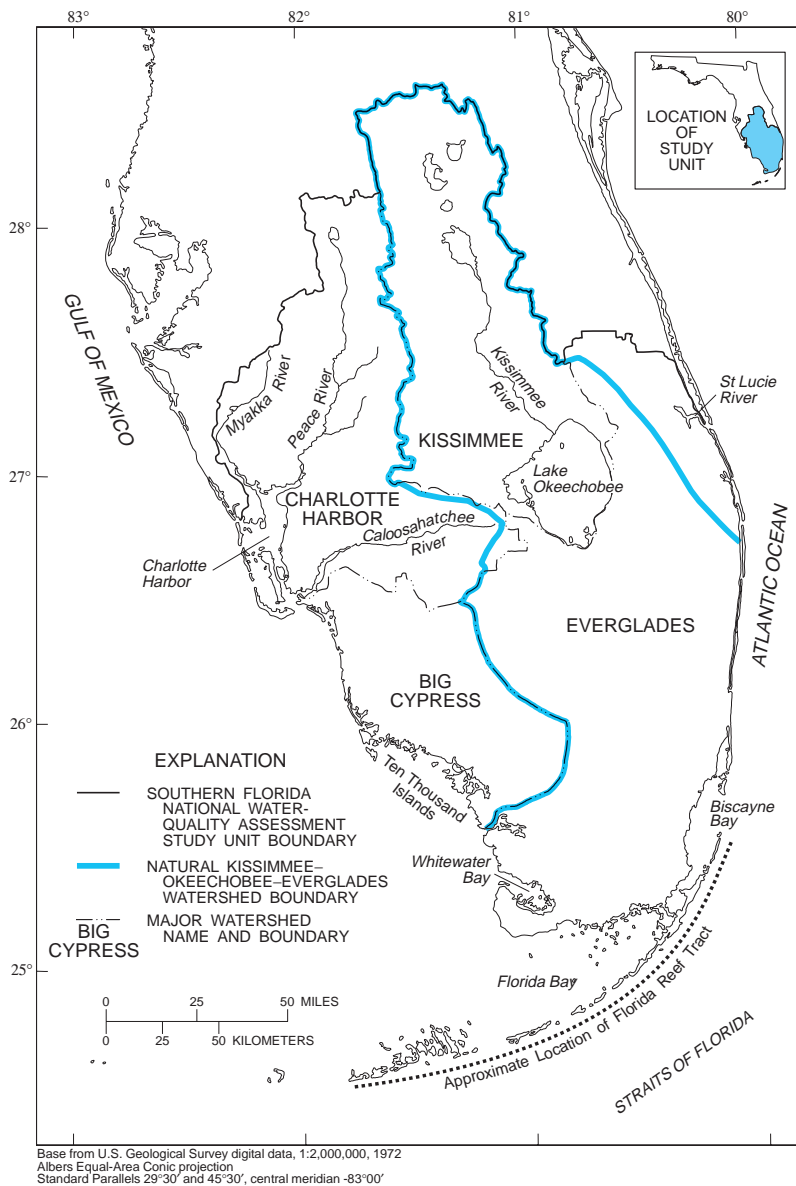 83°
82°
81°
80°
LOCATION
OF
STUDY
UNIT
28°
GULF OF MEXICO
Myakka River
Peace River
Kissimmee
River
St Lucie
River
KISSIMMEE
27°
Lake
Okeechobee
CHARLOTTE
HARBOR
Caloosahatchee
River
Charlotte
Harbor
ATLANTIC OCEAN
EVERGLADES
BIG
CYPRESS
26°
EXPLANATION
SOUTHERN FLORIDA
NATIONAL WATER-
QUALITY ASSESSMENT
STUDY UNIT BOUNDARY
NATURAL KISSIMMEE–
OKEECHOBEE–EVERGLADES
WATERSHED BOUNDARY
BIG
CYPRESS
MAJOR WATERSHED
NAME AND BOUNDARY
Ten Thousand
Islands
Biscayne
Bay
Whitewater
Bay
25°
Florida Bay
0 25 50 MILES
0 25 50 KILOMETERS
Approximate Location of Florida Reef Tract
STRAITS OF FLORIDA
Base from U.S. Geological Survey digital data, 1:2,000,000, 1972
Albers Equal-Area Conic projection
Standard Parallels 29°30′ and 45°30′, central meridian -83°00′